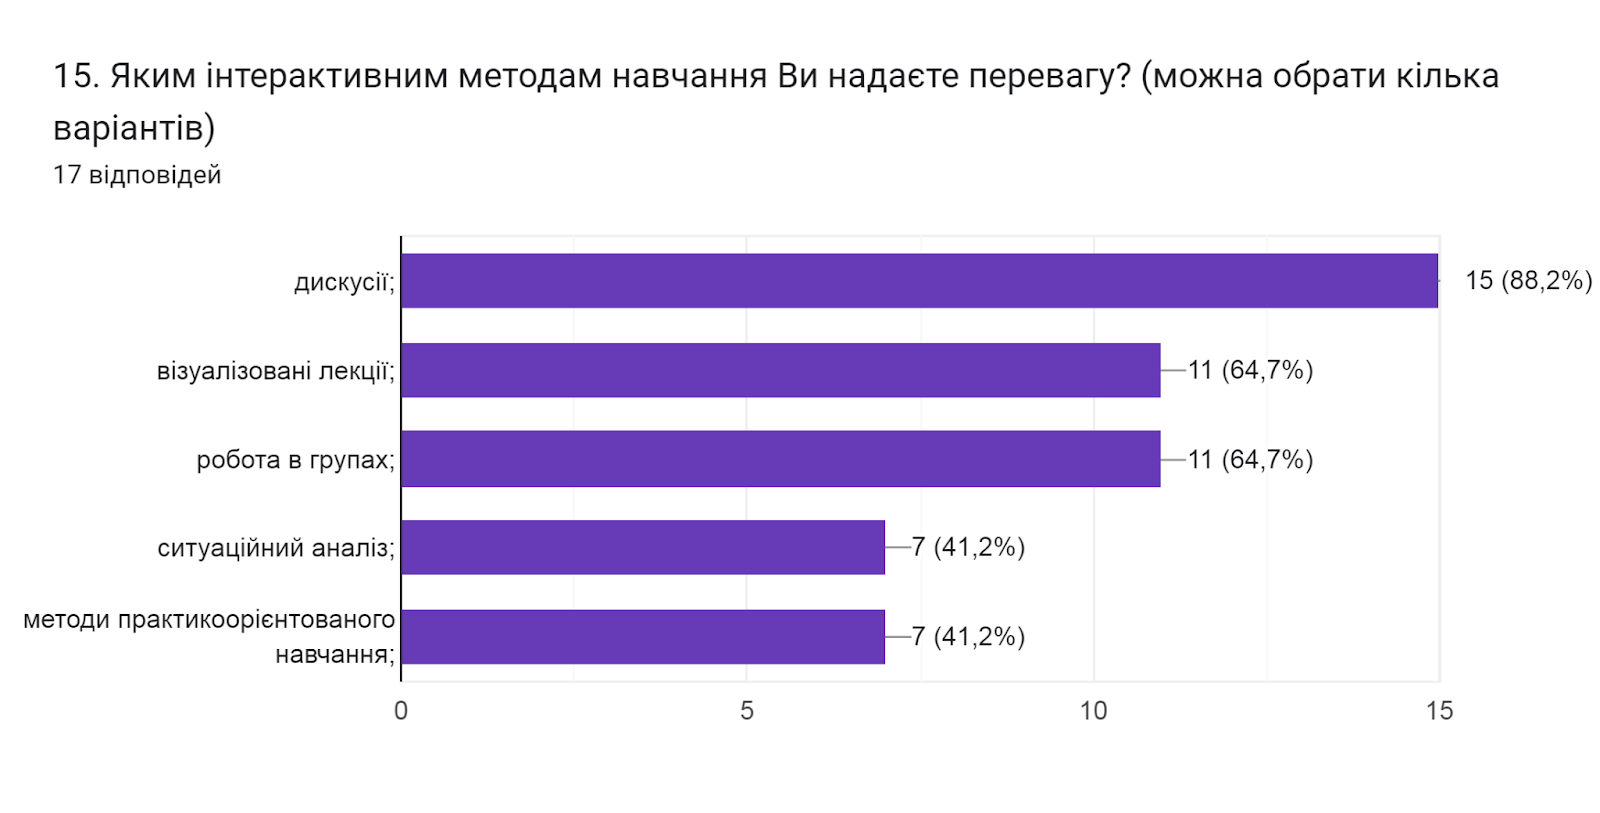 15. Яким інтерактивним методам навчання Ви надаєте перевагу? (можна обрати кілька
варіантів)
17 відповідей
дискусії;
15 (88,2%)
візуалізовані лекції;
11 (64,7%)
робота в групах;
11 (64,7%)
ситуаційний аналіз;
7 (41,2%)
методи практикоорієнтованого
навчання;
7 (41,2%)
0 5 10 15